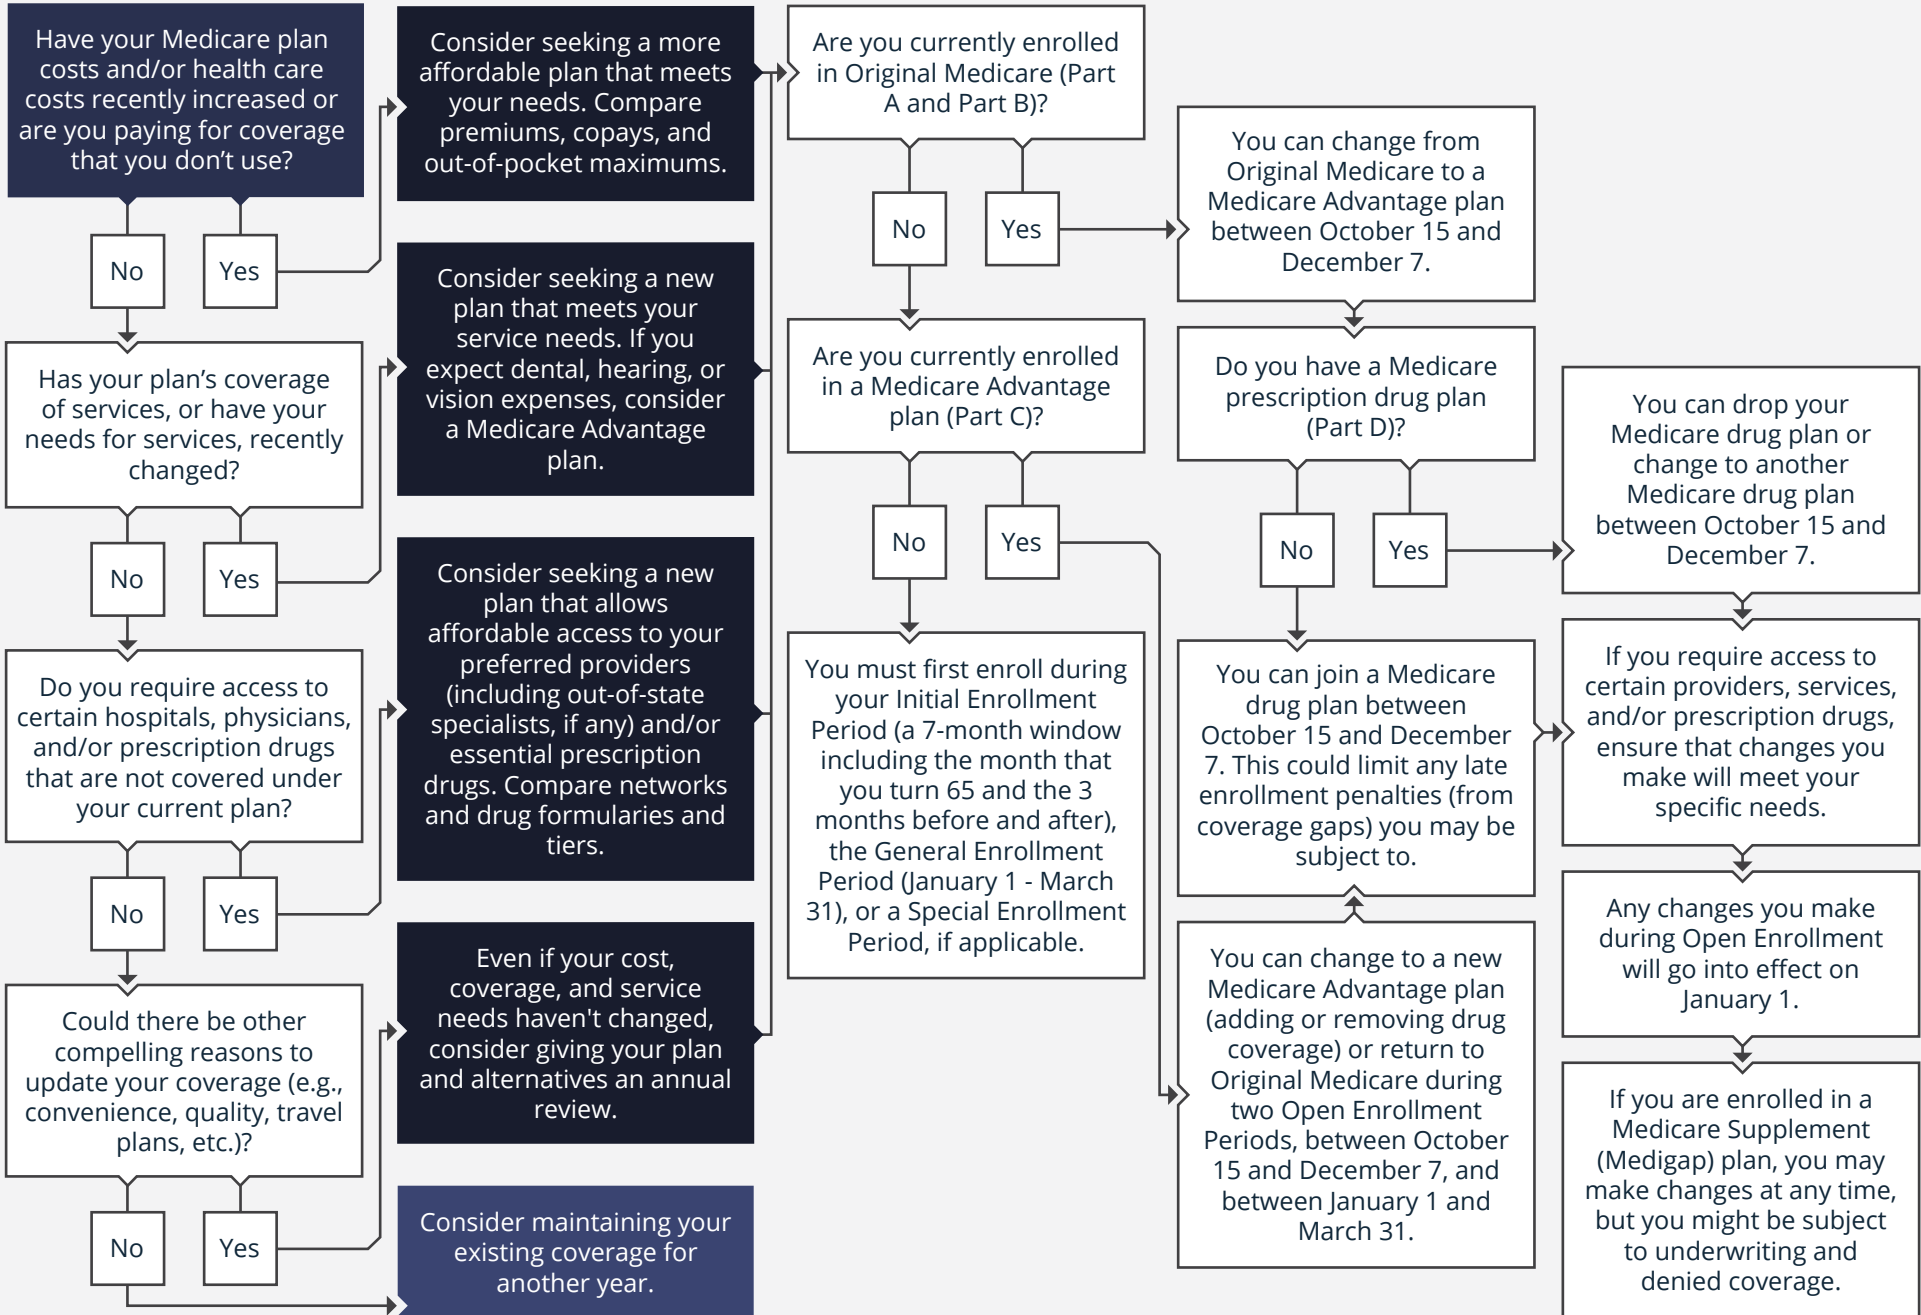 Have your Medicare plan
costs and/or health care
costs recently increased or
are you paying for coverage
that you don’t use?
No
Yes
Consider seeking a more
affordable plan that meets
your needs. Compare
premiums, copays, and
out-of-pocket maximums.
Has your plan’s coverage
of services, or have your
needs for services, recently
changed?
No
Yes
Consider seeking a new
plan that meets your
service needs. If you
expect dental, hearing, or
vision expenses, consider
a Medicare Advantage
plan.
Do you require access to
certain hospitals, physicians,
and/or prescription drugs
that are not covered under
your current plan?
No
Yes
Consider seeking a new
plan that allows
affordable access to your
preferred providers
(including out-of-state
specialists, if any) and/or
essential prescription
drugs. Compare networks
and drug formularies and
tiers.
Could there be other
compelling reasons to
update your coverage (e.g.,
convenience, quality, travel
plans, etc.)?
No
Yes
Even if your cost,
coverage, and service
needs haven't changed,
consider giving your plan
and alternatives an annual
review.
Consider maintaining your
existing coverage for
another year.
Are you currently enrolled
in Original Medicare (Part
A and Part B)?
No
Yes
Are you currently enrolled
in a Medicare Advantage
plan (Part C)?
No
Yes
You must first enroll during
your Initial Enrollment
Period (a 7-month window
including the month that
you turn 65 and the 3
months before and after),
the General Enrollment
Period (January 1 - March
31), or a Special Enrollment
Period, if applicable.
You can change from
Original Medicare to a
Medicare Advantage plan
between October 15 and
December 7.
Do you have a Medicare
prescription drug plan
(Part D)?
No
Yes
You can join a Medicare
drug plan between
October 15 and December
7. This could limit any late
enrollment penalties (from
coverage gaps) you may be
subject to.
You can change to a new
Medicare Advantage plan
(adding or removing drug
coverage) or return to
Original Medicare during
two Open Enrollment
Periods, between October
15 and December 7, and
between January 1 and
March 31.
You can drop your
Medicare drug plan or
change to another
Medicare drug plan
between October 15 and
December 7.
If you require access to
certain providers, services,
and/or prescription drugs,
ensure that changes you
make will meet your
specific needs.
Any changes you make
during Open Enrollment
will go into effect on
January 1.
If you are enrolled in a
Medicare Supplement
(Medigap) plan, you may
make changes at any time,
but you might be subject
to underwriting and
denied coverage.